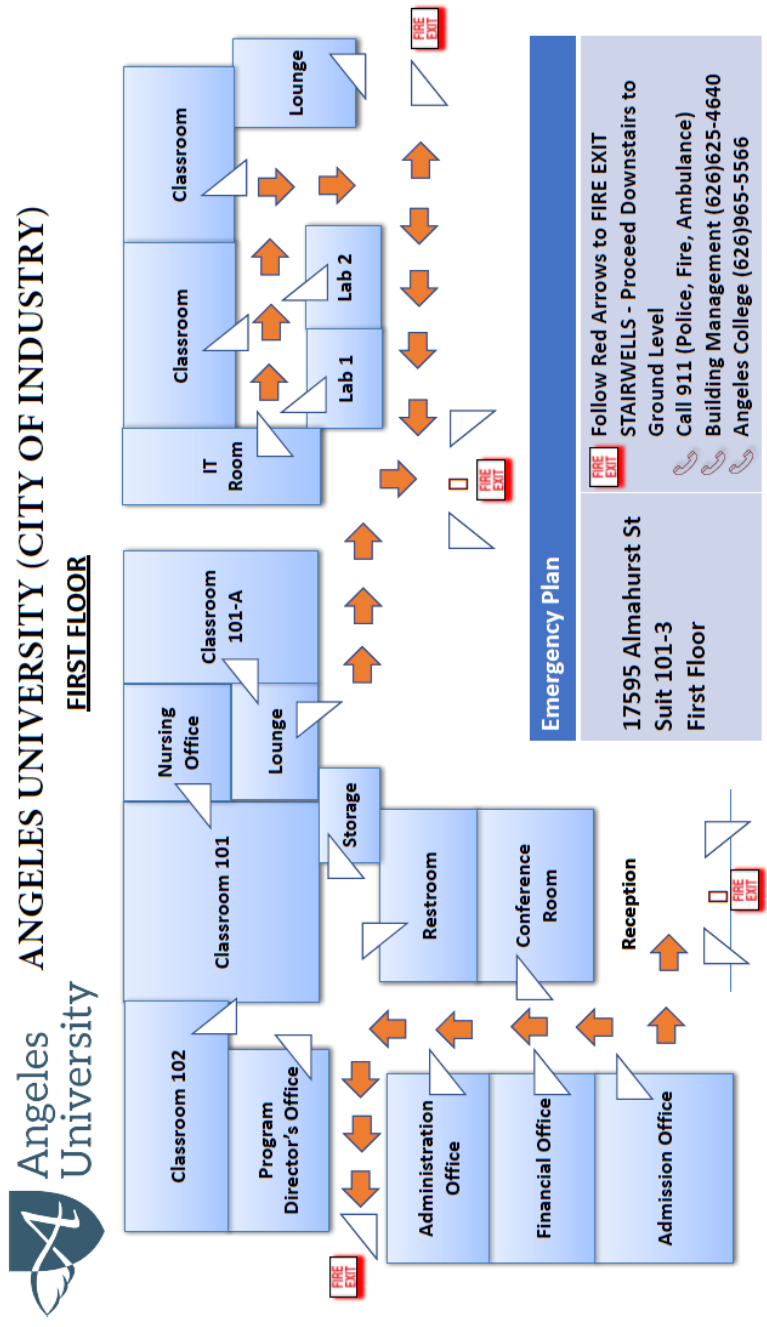 Angeles
University
ANGELES UNIVERSITY (CITY OF INDUSTRY)
FIRST FLOOR
Classroom 102
Classroom 101
Nursing
Office
Classroom
101-A
IT
Room
Classroom
Classroom
Program
Director's Office
Lounge
Lounge
Storage
Lab 1
Lab 2
FIRE
EXIT
FIRE
EXIT
Administration
Office
Restroom
Financial Office
Conference
Room
FIRE
EXIT
Admission Office
Reception
FIRE
EXIT
Emergency Plan
17595 Almahurst St
Suit 101-3
First Floor
FIRE
EXIT
Follow Red Arrows to FIRE EXIT
STAIRWELLS - Proceed Downstairs to
Ground Level
Call 911 (Police, Fire, Ambulance)
Building Management (626)625-4640
Angeles College (626)965-5566